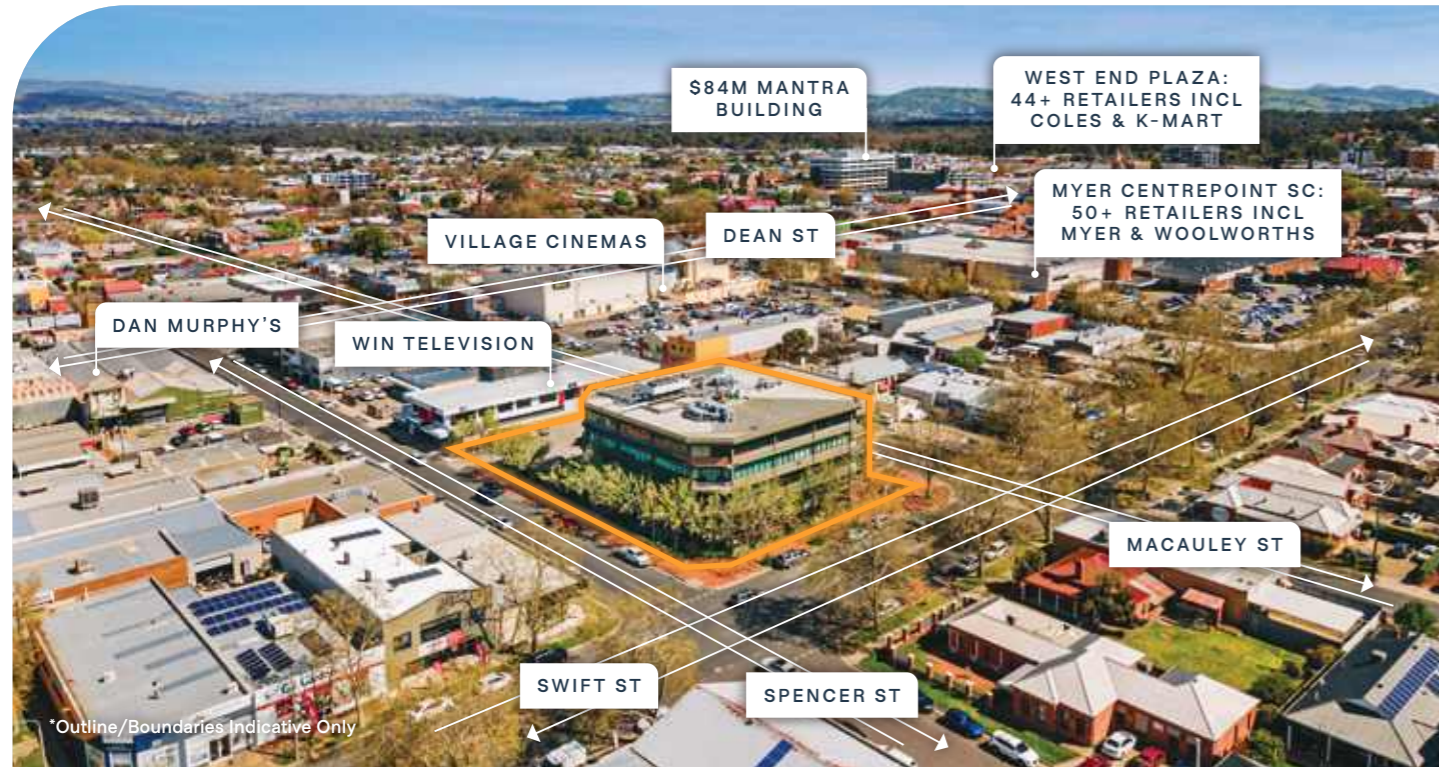 $84M MANTRA
BUILDING
WEST END PLAZA:
44+ RETAILERS INCL
COLES & K-MART
MYER CENTREPOINT SC:
50+ RETAILERS INCL
MYER & WOOLWORTHS
VILLAGE CINEMAS
DEAN ST
DAN MURPHY'S
WIN TELEVISION
MACAULEY ST
SWIFT ST
SPENCER ST
*Outline/Boundaries Indicative Only